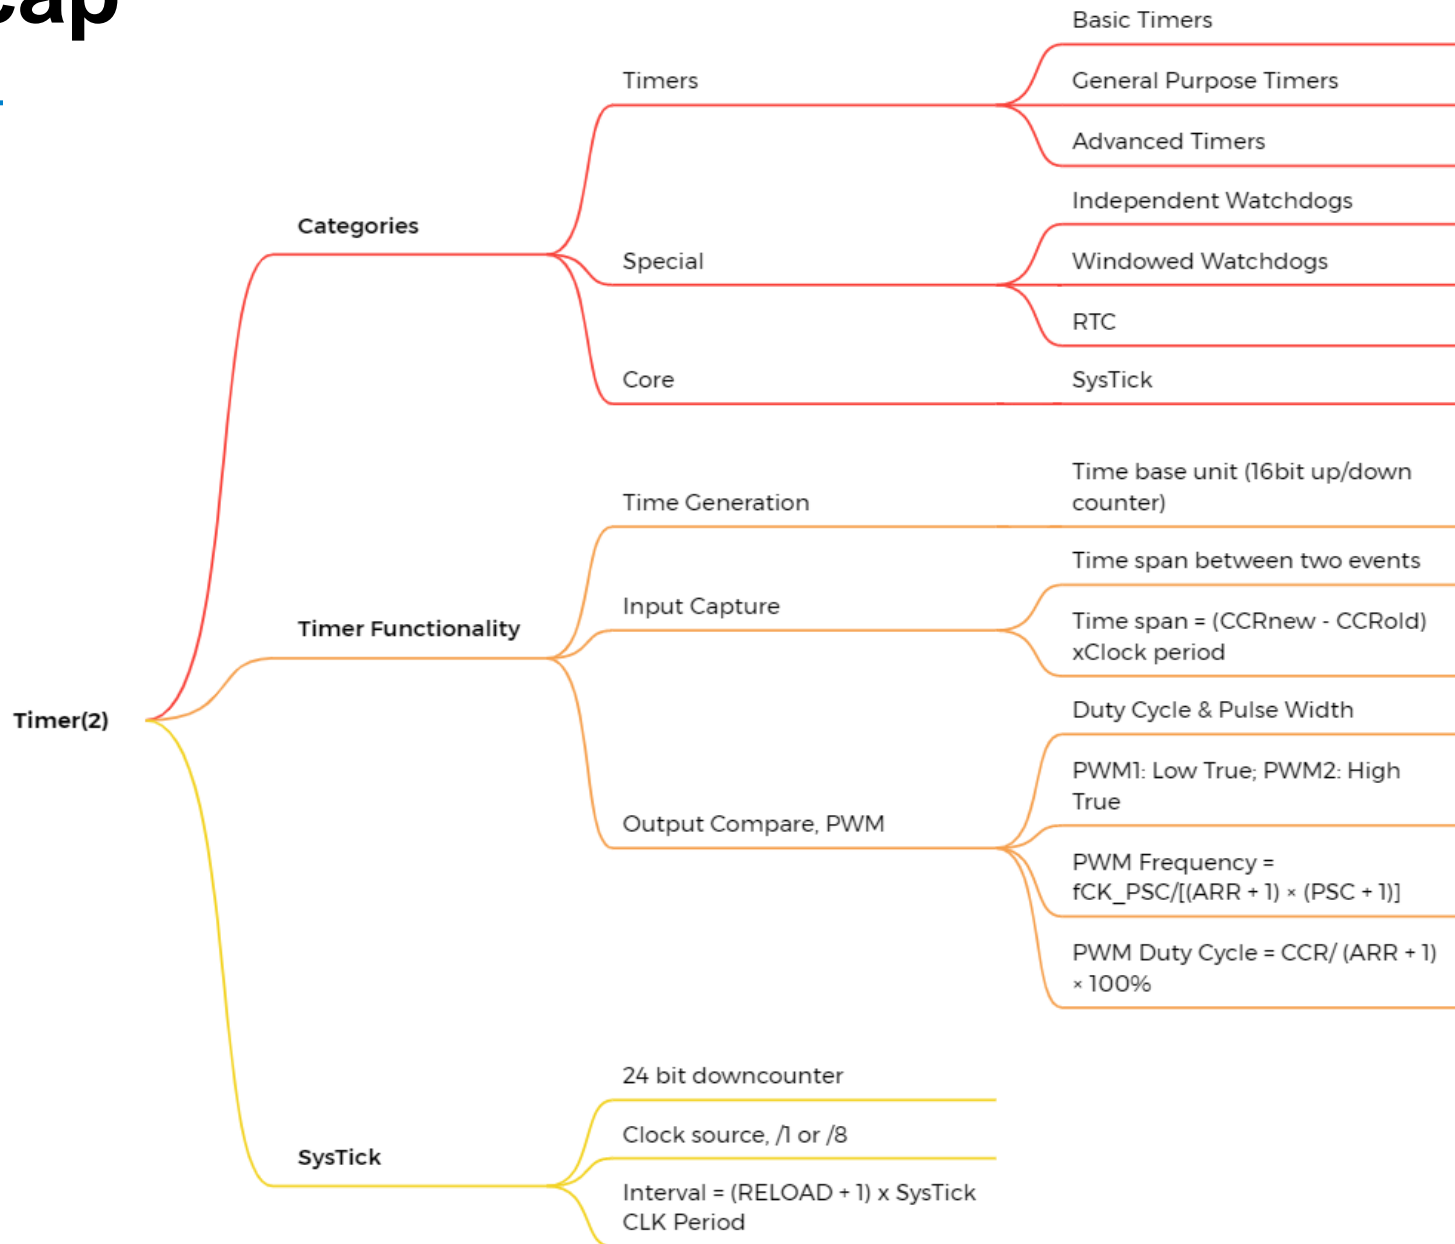 cap
Basic Timers
Timers
General Purpose Timers
Advanced Timers
Categories
Independent Watchdogs
Special
Windowed Watchdogs
RTC
Core
SysTick
Time Generation
Time base unit (16bit up/down
counter)
Timer Functionality
Input Capture
Time span between two events
Time span = (CCRnew - CCRold)
xClock period
Timer(2)
Output Compare, PWM
Duty Cycle & Pulse Width
PWM1: Low True; PWM2: High
True
PWM Frequency =
fCK_PSC/[(ARR + 1) × (PSC + 1)]
PWM Duty Cycle = CCR/ (ARR + 1)
× 100%
SysTick
24 bit downcounter
Clock source, /1 or /8
Interval = (RELOAD + 1) x SysTick
CLK Period